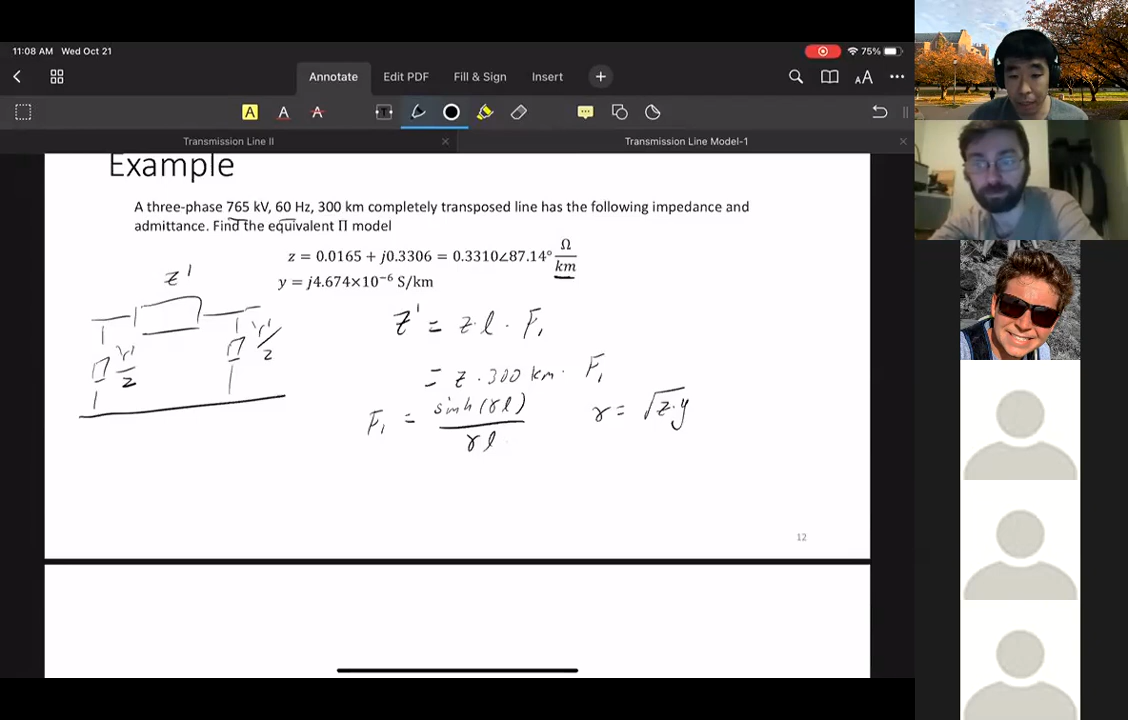 11:08 AM Wed Oct 21
75%
Annotate Edit PDF Fill & Sign Insert
Transmission Line II
Transmission Line Model-1
Example
A three-phase 765 kV, 60 Hz, 300 km completely transposed line has the following impedance and
admittance. Find the equivalent Π model
z = 0.0165 + j0.3306 = 0.3310∠87.14° Ω/km
y = j4.674×10⁻⁶ S/km
z'
Y'/2
Y'/2
Z' = z l · F₁
= z · 300 km · F₁
F₁ = sinh(γl) / γl
γ = √z·y
12